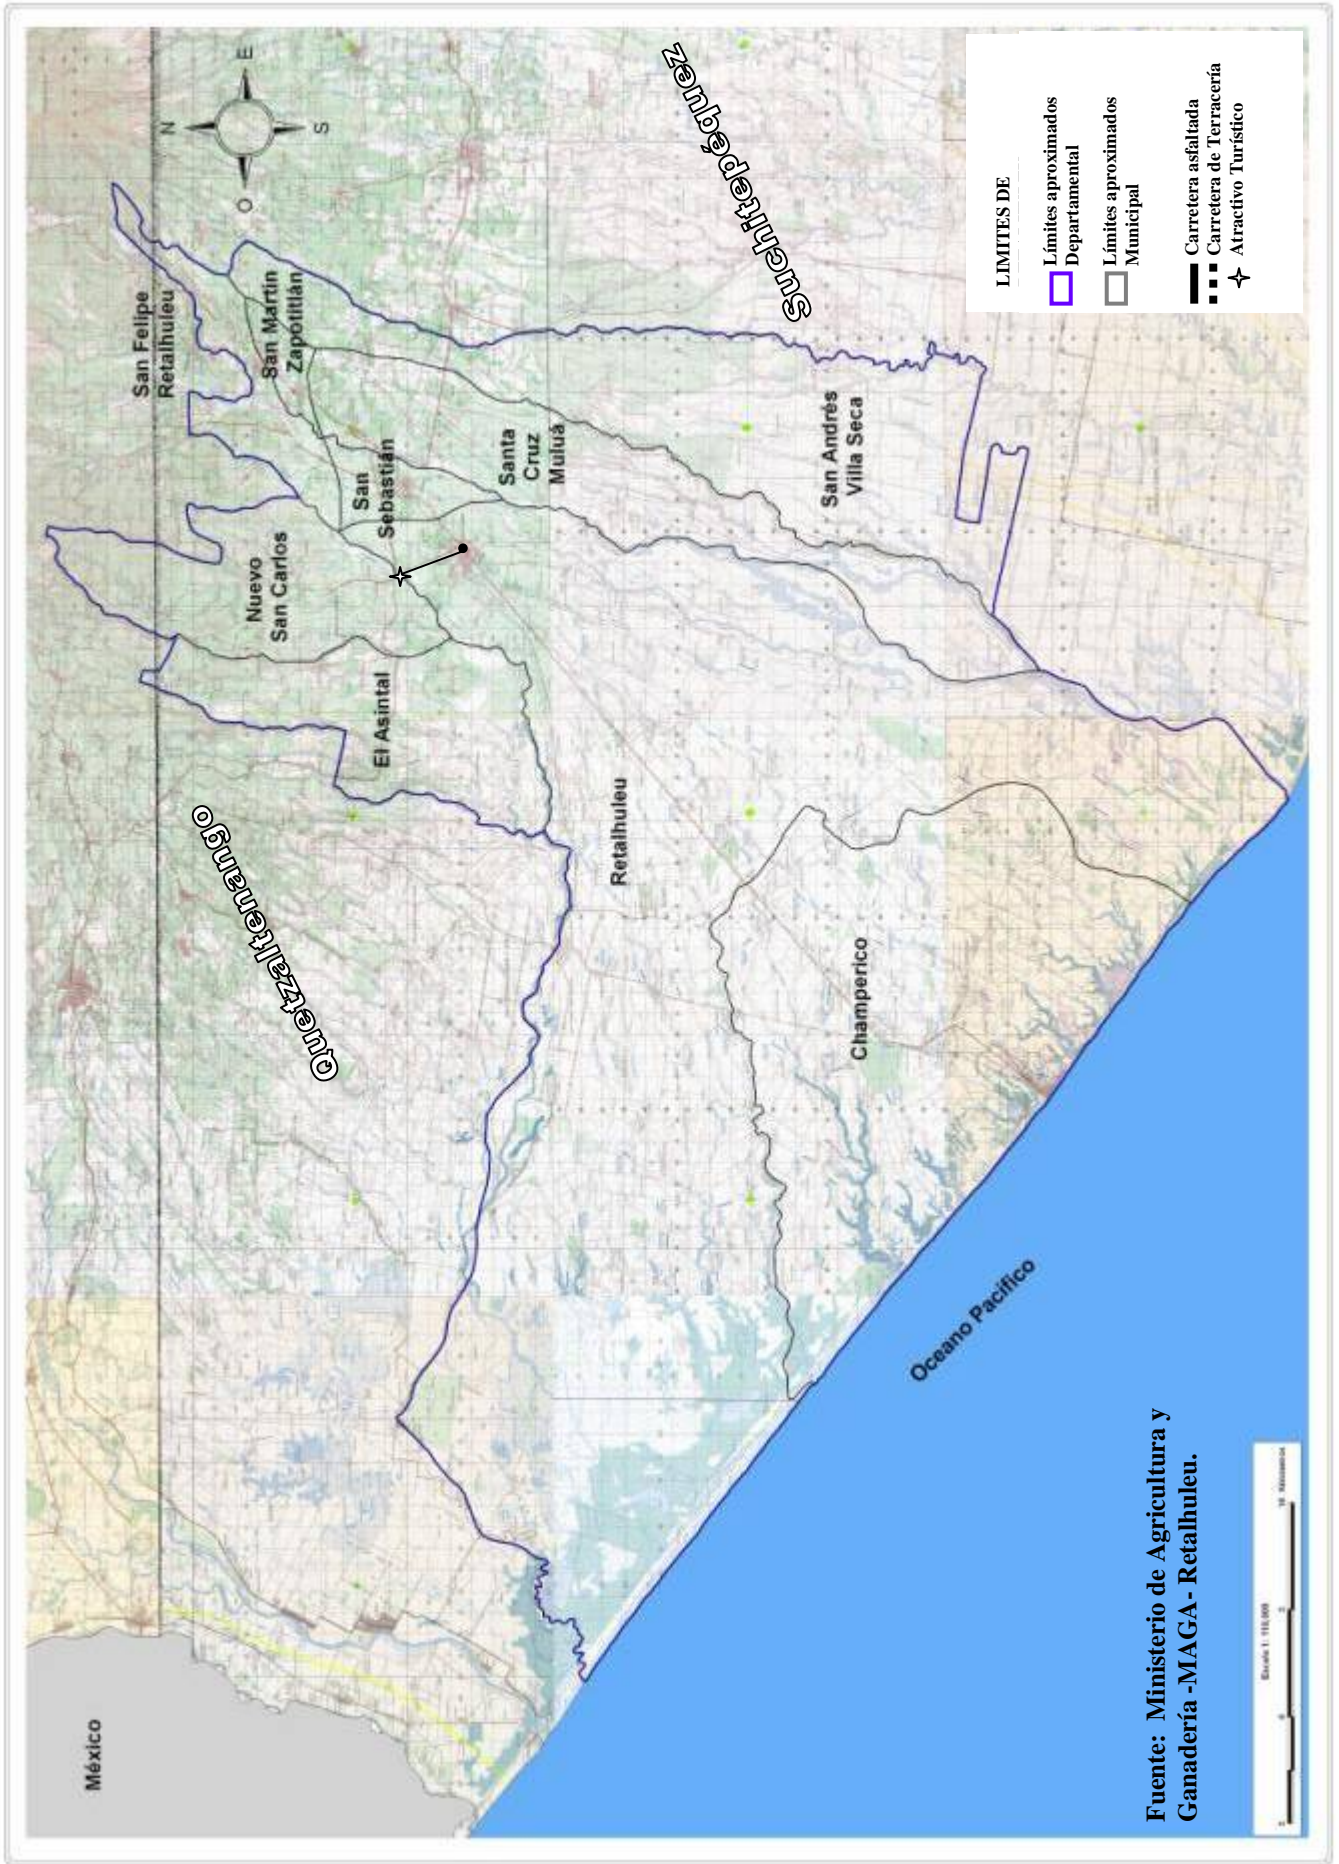 México
Quetzaltenango
Suchitepéquez
N
E
S
O
San Felipe
Retalhuleu
San Martín
Zapotitlán
Nuevo
San Carlos
San
Sebastián
El Asintal
Santa
Cruz
Muluá
Retalhuleu
San Andrés
Villa Seca
Champerico
Oceano Pacífico
LIMITES DE
Límites aproximados
Departamental
Límites aproximados
Municipal
Carretera asfaltada
Carretera de Terracería
Atractivo Turístico
Fuente: Ministerio de Agricultura y
Ganadería -MAGA- Retalhuleu.